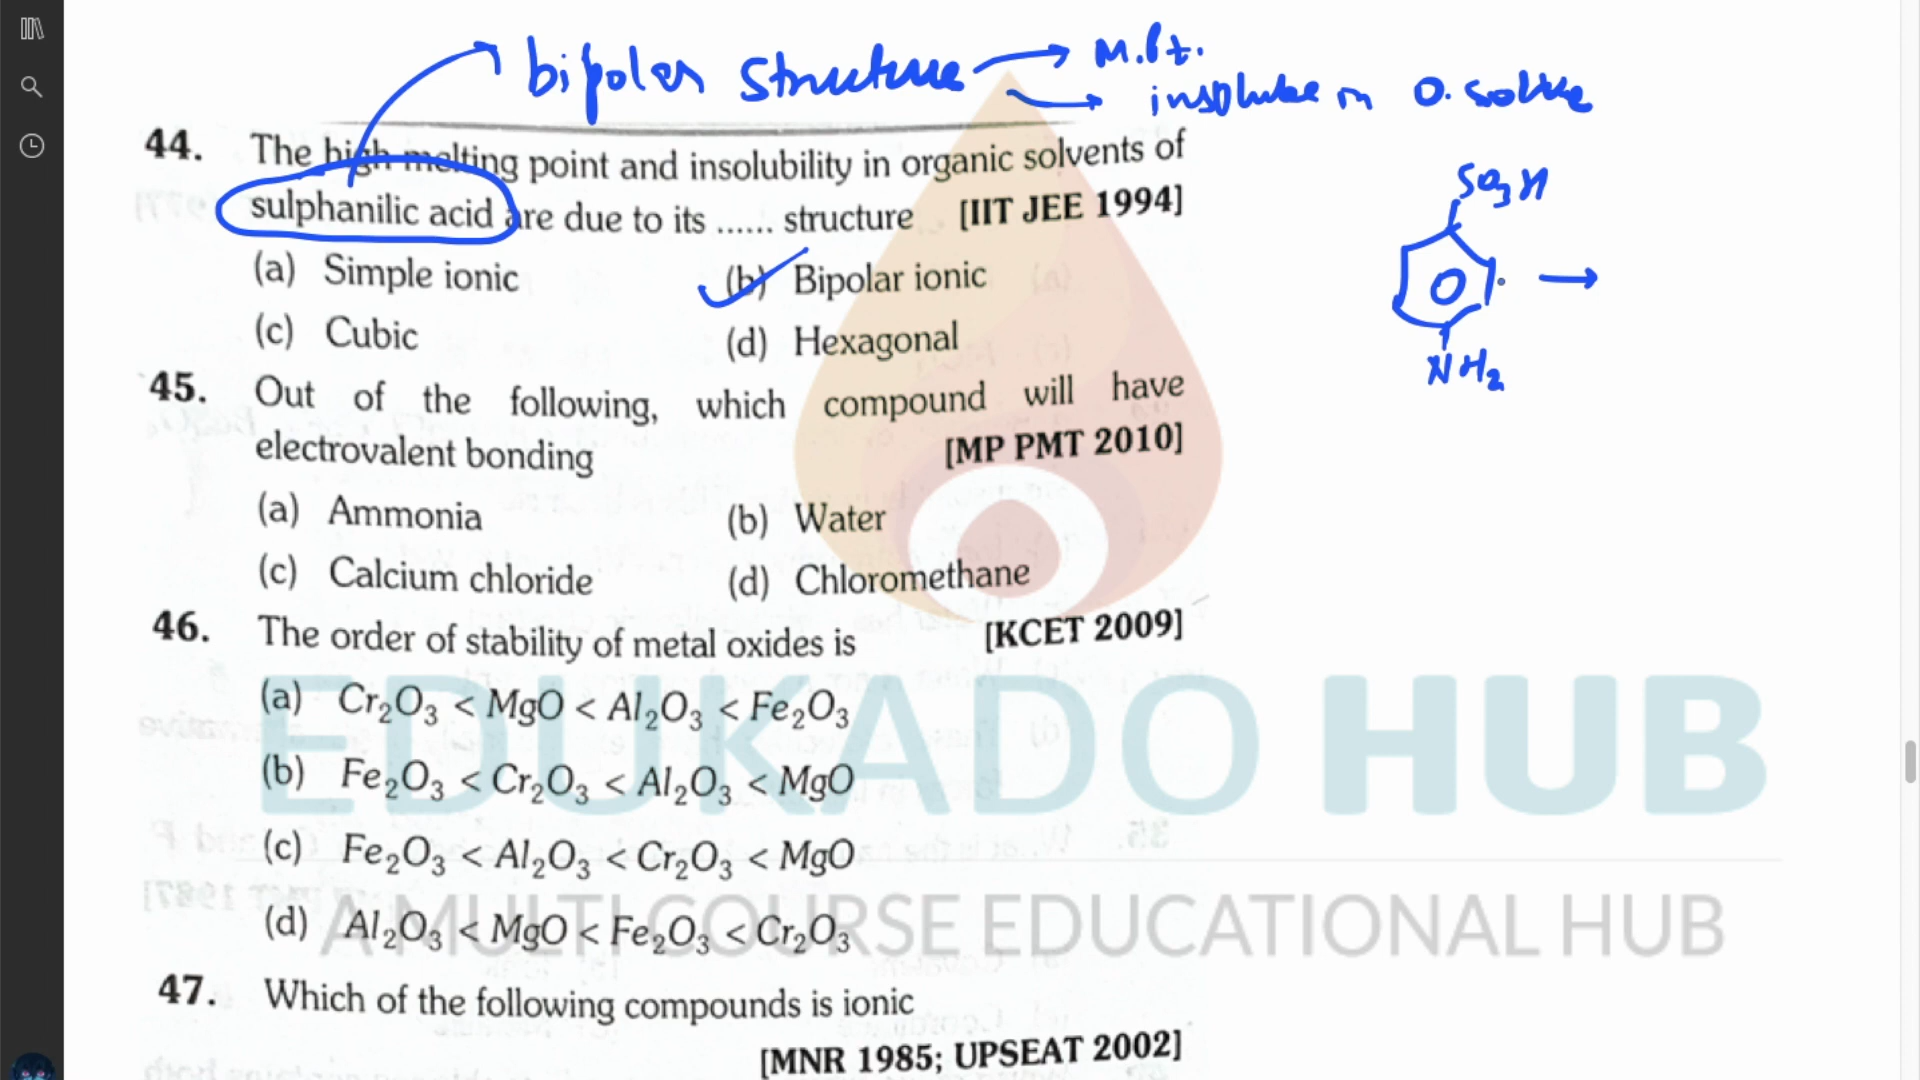 bipolar structure → M.Pt.
→ insoluble in O. solve
44. The high melting point and insolubility in organic solvents of
sulphanilic acid are due to its ...... structure [IIT JEE 1994]
(a) Simple ionic (b) Bipolar ionic
(c) Cubic (d) Hexagonal
SO3H
NH2
45. Out of the following, which compound will have
electrovalent bonding [MP PMT 2010]
(a) Ammonia (b) Water
(c) Calcium chloride (d) Chloromethane
46. The order of stability of metal oxides is [KCET 2009]
(a) Cr2O3 < MgO < Al2O3 < Fe2O3
(b) Fe2O3 < Cr2O3 < Al2O3 < MgO
(c) Fe2O3 < Al2O3 < Cr2O3 < MgO
(d) Al2O3 < MgO < Fe2O3 < Cr2O3
EDUKADO HUB
A MULTI COURSE EDUCATIONAL HUB
47. Which of the following compounds is ionic
[MNR 1985; UPSEAT 2002]